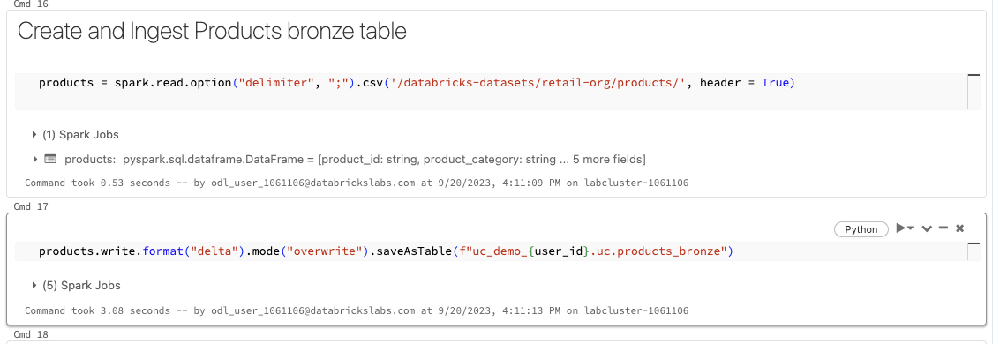 Cmd 16
Create and Ingest Products bronze table
products = spark.read.option("delimiter", ";").csv('/databricks-datasets/retail-org/products/', header = True)
(1) Spark Jobs
products: pyspark.sql.dataframe.DataFrame = [product_id: string, product_category: string ... 5 more fields]
Command took 0.53 seconds -- by odl_user_1061106@databrickslabs.com at 9/20/2023, 4:11:09 PM on labcluster-1061106
Cmd 17
Python
products.write.format("delta").mode("overwrite").saveAsTable(f"uc_demo_{user_id}.uc.products_bronze")
(5) Spark Jobs
Command took 3.08 seconds -- by odl_user_1061106@databrickslabs.com at 9/20/2023, 4:11:13 PM on labcluster-1061106
Cmd 18